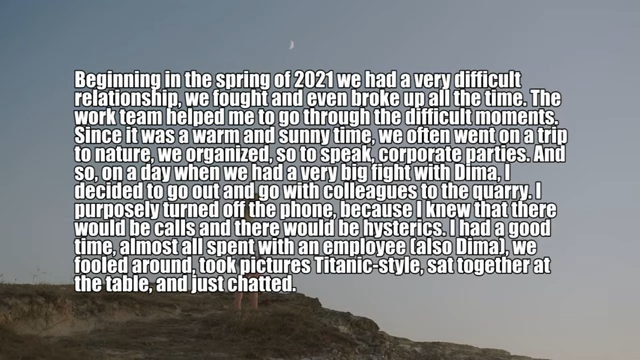 Beginning in the spring of 2021 we had a very difficult
relationship, we fought and even broke up all the time. The
work team helped me to go through the difficult moments.
Since it was a warm and sunny time, we often went on a trip
to nature, we organized, so to speak, corporate parties. And
so, on a day when we had a very big fight with Dima, I
decided to go out and go with colleagues to the quarry. I
purposely turned off the phone, because I knew that there
would be calls and there would be hysterics. I had a good
time, almost all spent with an employee (also Dima), we
fooled around, took pictures Titanic-style, sat together at
the table, and just chatted.